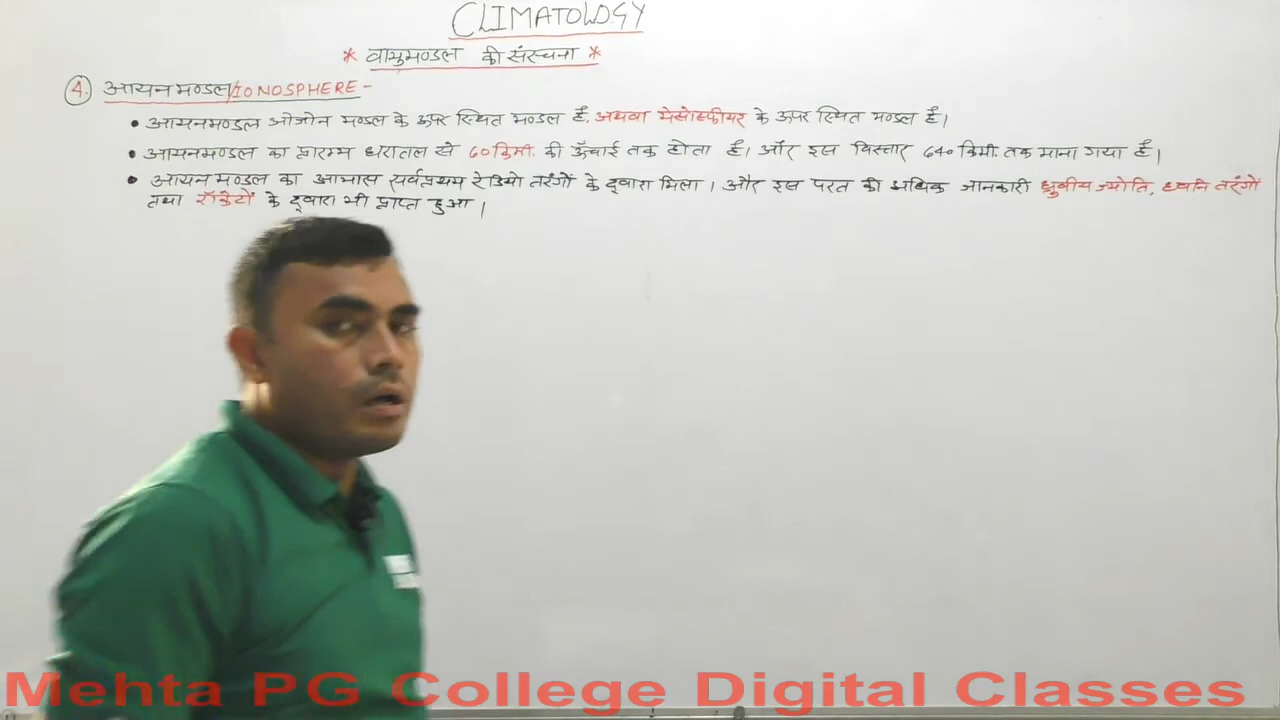 CLIMATOLOGY
* वायुमण्डल की संरचना *
4. आयनमण्डल/IONOSPHERE -
• आयनमण्डल ओजोन मण्डल के ऊपर स्थित मण्डल है, अथवा मेसोस्फीयर के ऊपर स्थित मण्डल है।
• आयनमण्डल का प्रारम्भ धरातल से 60 किमी. की ऊँचाई तक होता है। और इस विस्तार 640 किमी. तक माना गया है।
• आयन मण्डल का आभास सर्वप्रथम रेडियो तरंगों के द्वारा मिला। और इस परत की अधिक जानकारी ध्रुवीय ज्योति, ध्वनि तरंगों
तथा रॉकेटों के द्वारा भी प्राप्त हुआ।
Mehta PG College Digital Classes